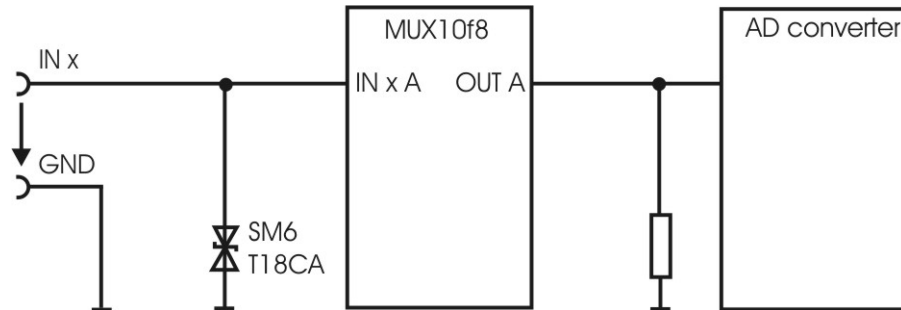 MUX10f8
AD converter
IN x
IN x A
OUT A
GND
SM6
T18CA